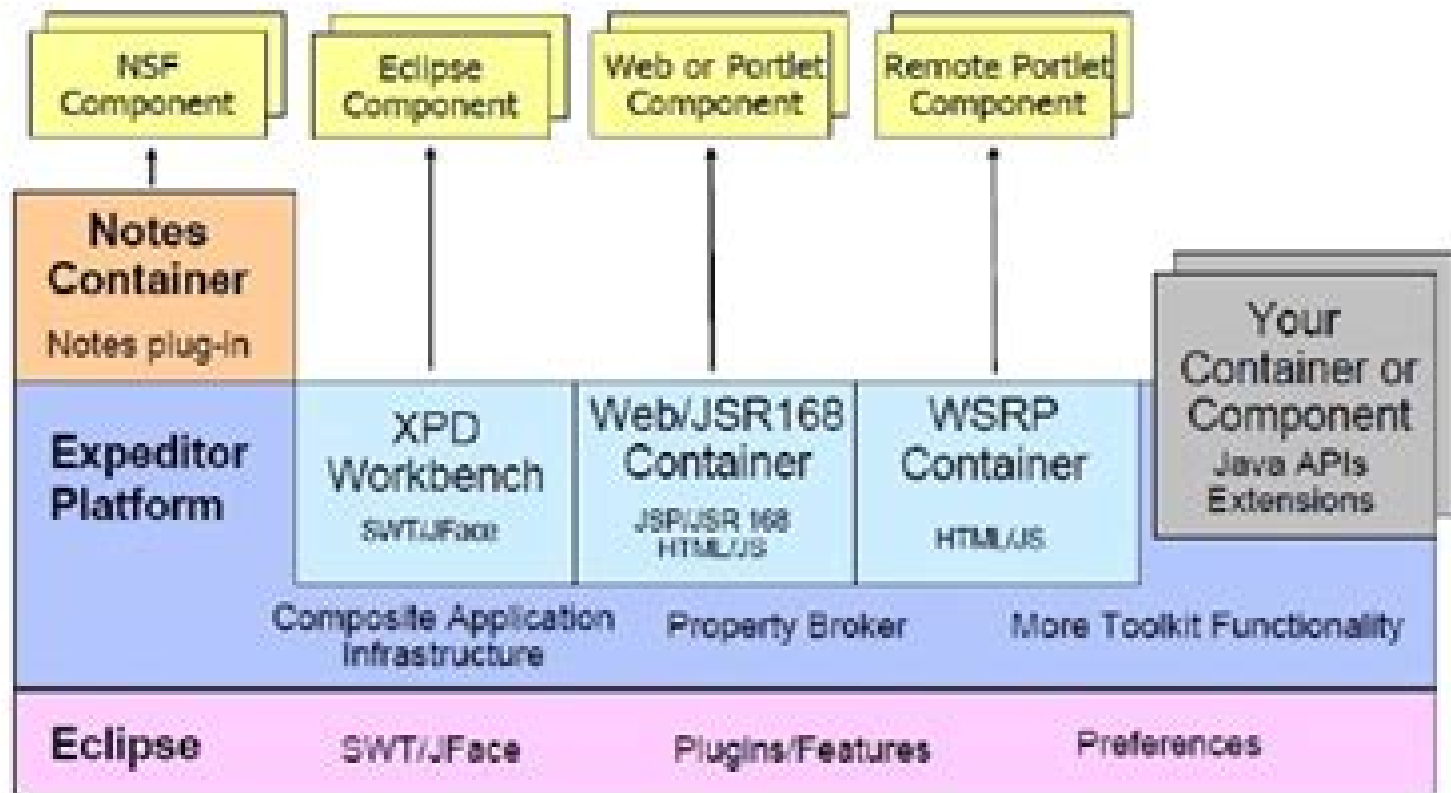 NSF
Component
Eclipse
Component
Web or Portlet
Component
Remote Portlet
Component
Notes
Container
Notes plug-in
Expeditor
Platform
XPD
Workbench
SWT/JFace
Web/JSR168
Container
JSP/JSR 168
HTML/JS
WSRP
Container
HTML/JS
Your
Container or
Component
Java APIs
Extensions
Composite Application
Infrastructure
Property Broker
More Toolkit Functionality
Eclipse
SWT/JFace
Plugins/Features
Preferences